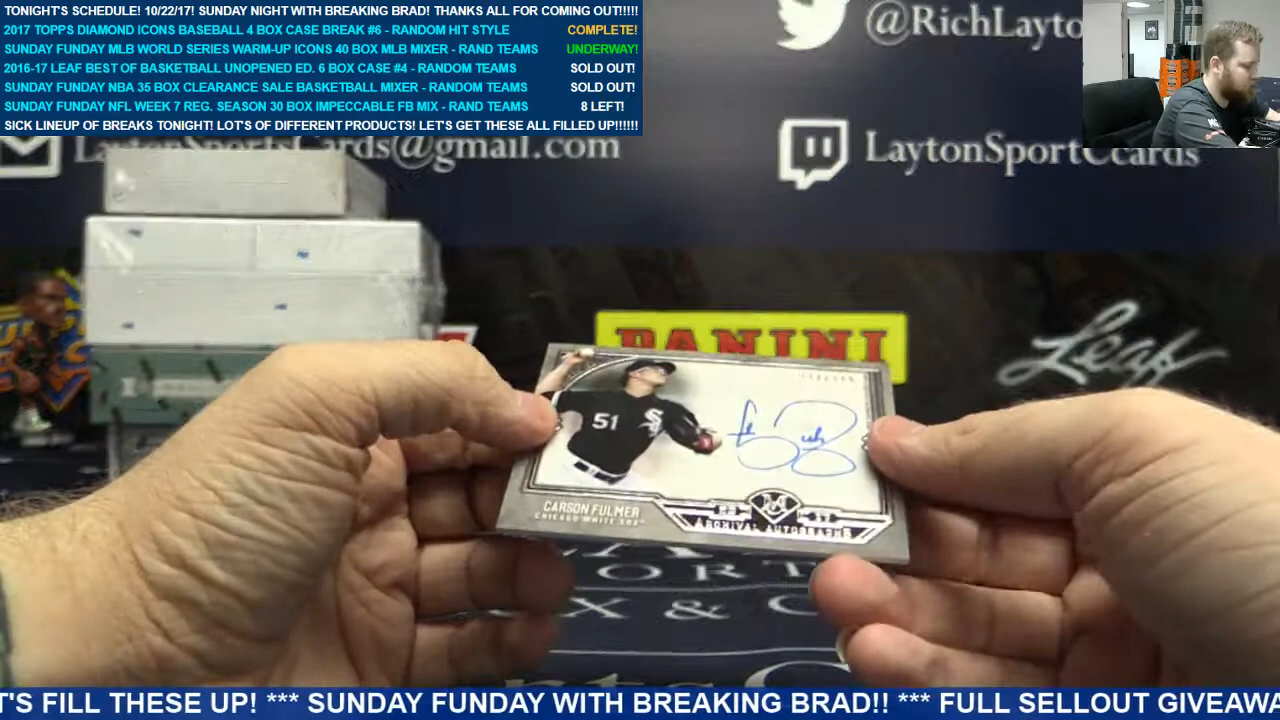 TONIGHT'S SCHEDULE! 10/22/17! SUNDAY NIGHT WITH BREAKING BRAD! THANKS ALL FOR COMING OUT!!!!!
2017 TOPPS DIAMOND ICONS BASEBALL 4 BOX CASE BREAK #6 - RANDOM HIT STYLE COMPLETE!
SUNDAY FUNDAY MLB WORLD SERIES WARM-UP ICONS 40 BOX MLB MIXER - RAND TEAMS UNDERWAY!
2016-17 LEAF BEST OF BASKETBALL UNOPENED ED. 6 BOX CASE #4 - RANDOM TEAMS SOLD OUT!
SUNDAY FUNDAY NBA 35 BOX CLEARANCE SALE BASKETBALL MIXER - RANDOM TEAMS SOLD OUT!
SUNDAY FUNDAY NFL WEEK 7 REG. SEASON 30 BOX IMPECCABLE FB MIX - RAND TEAMS 8 LEFT!
SICK LINEUP OF BREAKS TONIGHT! LOT'S OF DIFFERENT PRODUCTS! LET'S GET THESE ALL FILLED UP!!!!!!
@RichLayto
LaytonSportsCards@gmail.com
LaytonSportCcards
PANINI
Leaf
51
CARSON FULMER
CHICAGO WHITE SOX
ARCHIVAL AUTOGRAPHS
T'S FILL THESE UP! *** SUNDAY FUNDAY WITH BREAKING BRAD!! *** FULL SELLOUT GIVEAWA